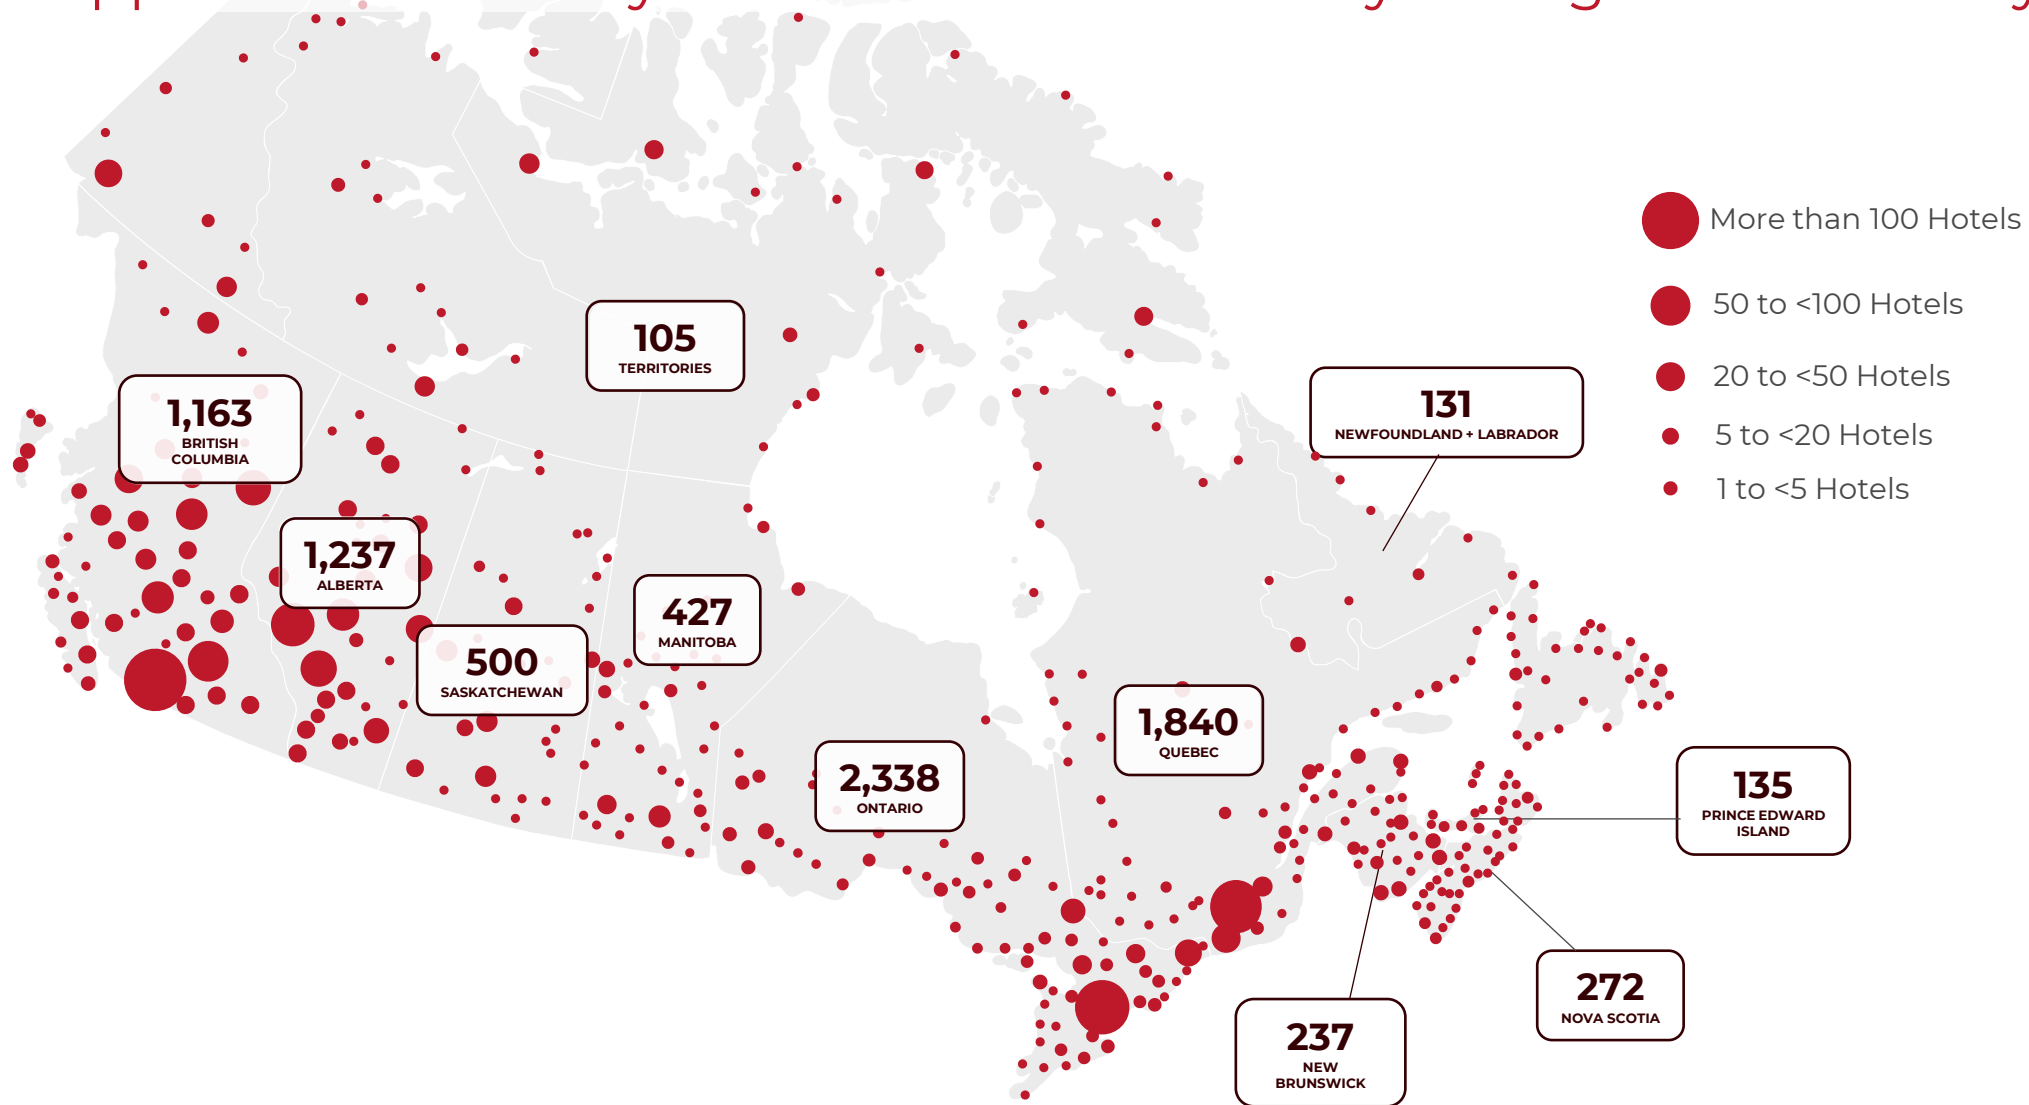 More than 100 Hotels
50 to <100 Hotels
20 to <50 Hotels
5 to <20 Hotels
1 to <5 Hotels
105
TERRITORIES
1,163
BRITISH
COLUMBIA
131
NEWFOUNDLAND + LABRADOR
1,237
ALBERTA
427
MANITOBA
500
SASKATCHEWAN
1,840
QUEBEC
2,338
ONTARIO
135
PRINCE EDWARD
ISLAND
272
NOVA SCOTIA
237
NEW
BRUNSWICK